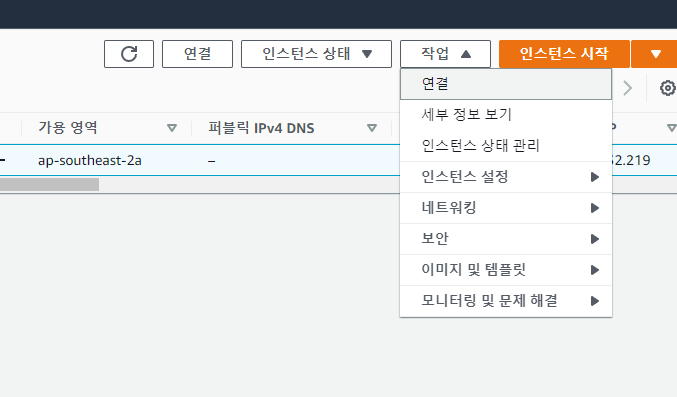 연결
인스턴스 상태
작업
인스턴스 시작
연결
세부 정보 보기
인스턴스 상태 관리
인스턴스 설정
네트워킹
보안
이미지 및 템플릿
모니터링 및 문제 해결
가용 영역
퍼블릭 IPv4 DNS
P
ap-southeast-2a
–
52.219